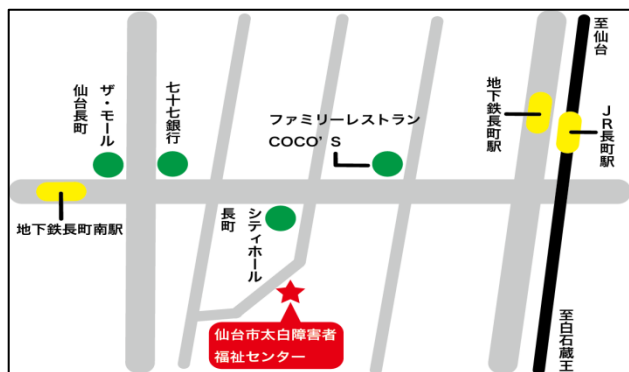 至仙台
JR長町駅
地下鉄長町駅
ファミリーレストラン
COCO'S
七十七銀行
ザ・モール
仙台長町
地下鉄長町南駅
シティホール
長町
仙台市太白障害者
福祉センター
至白石蔵王